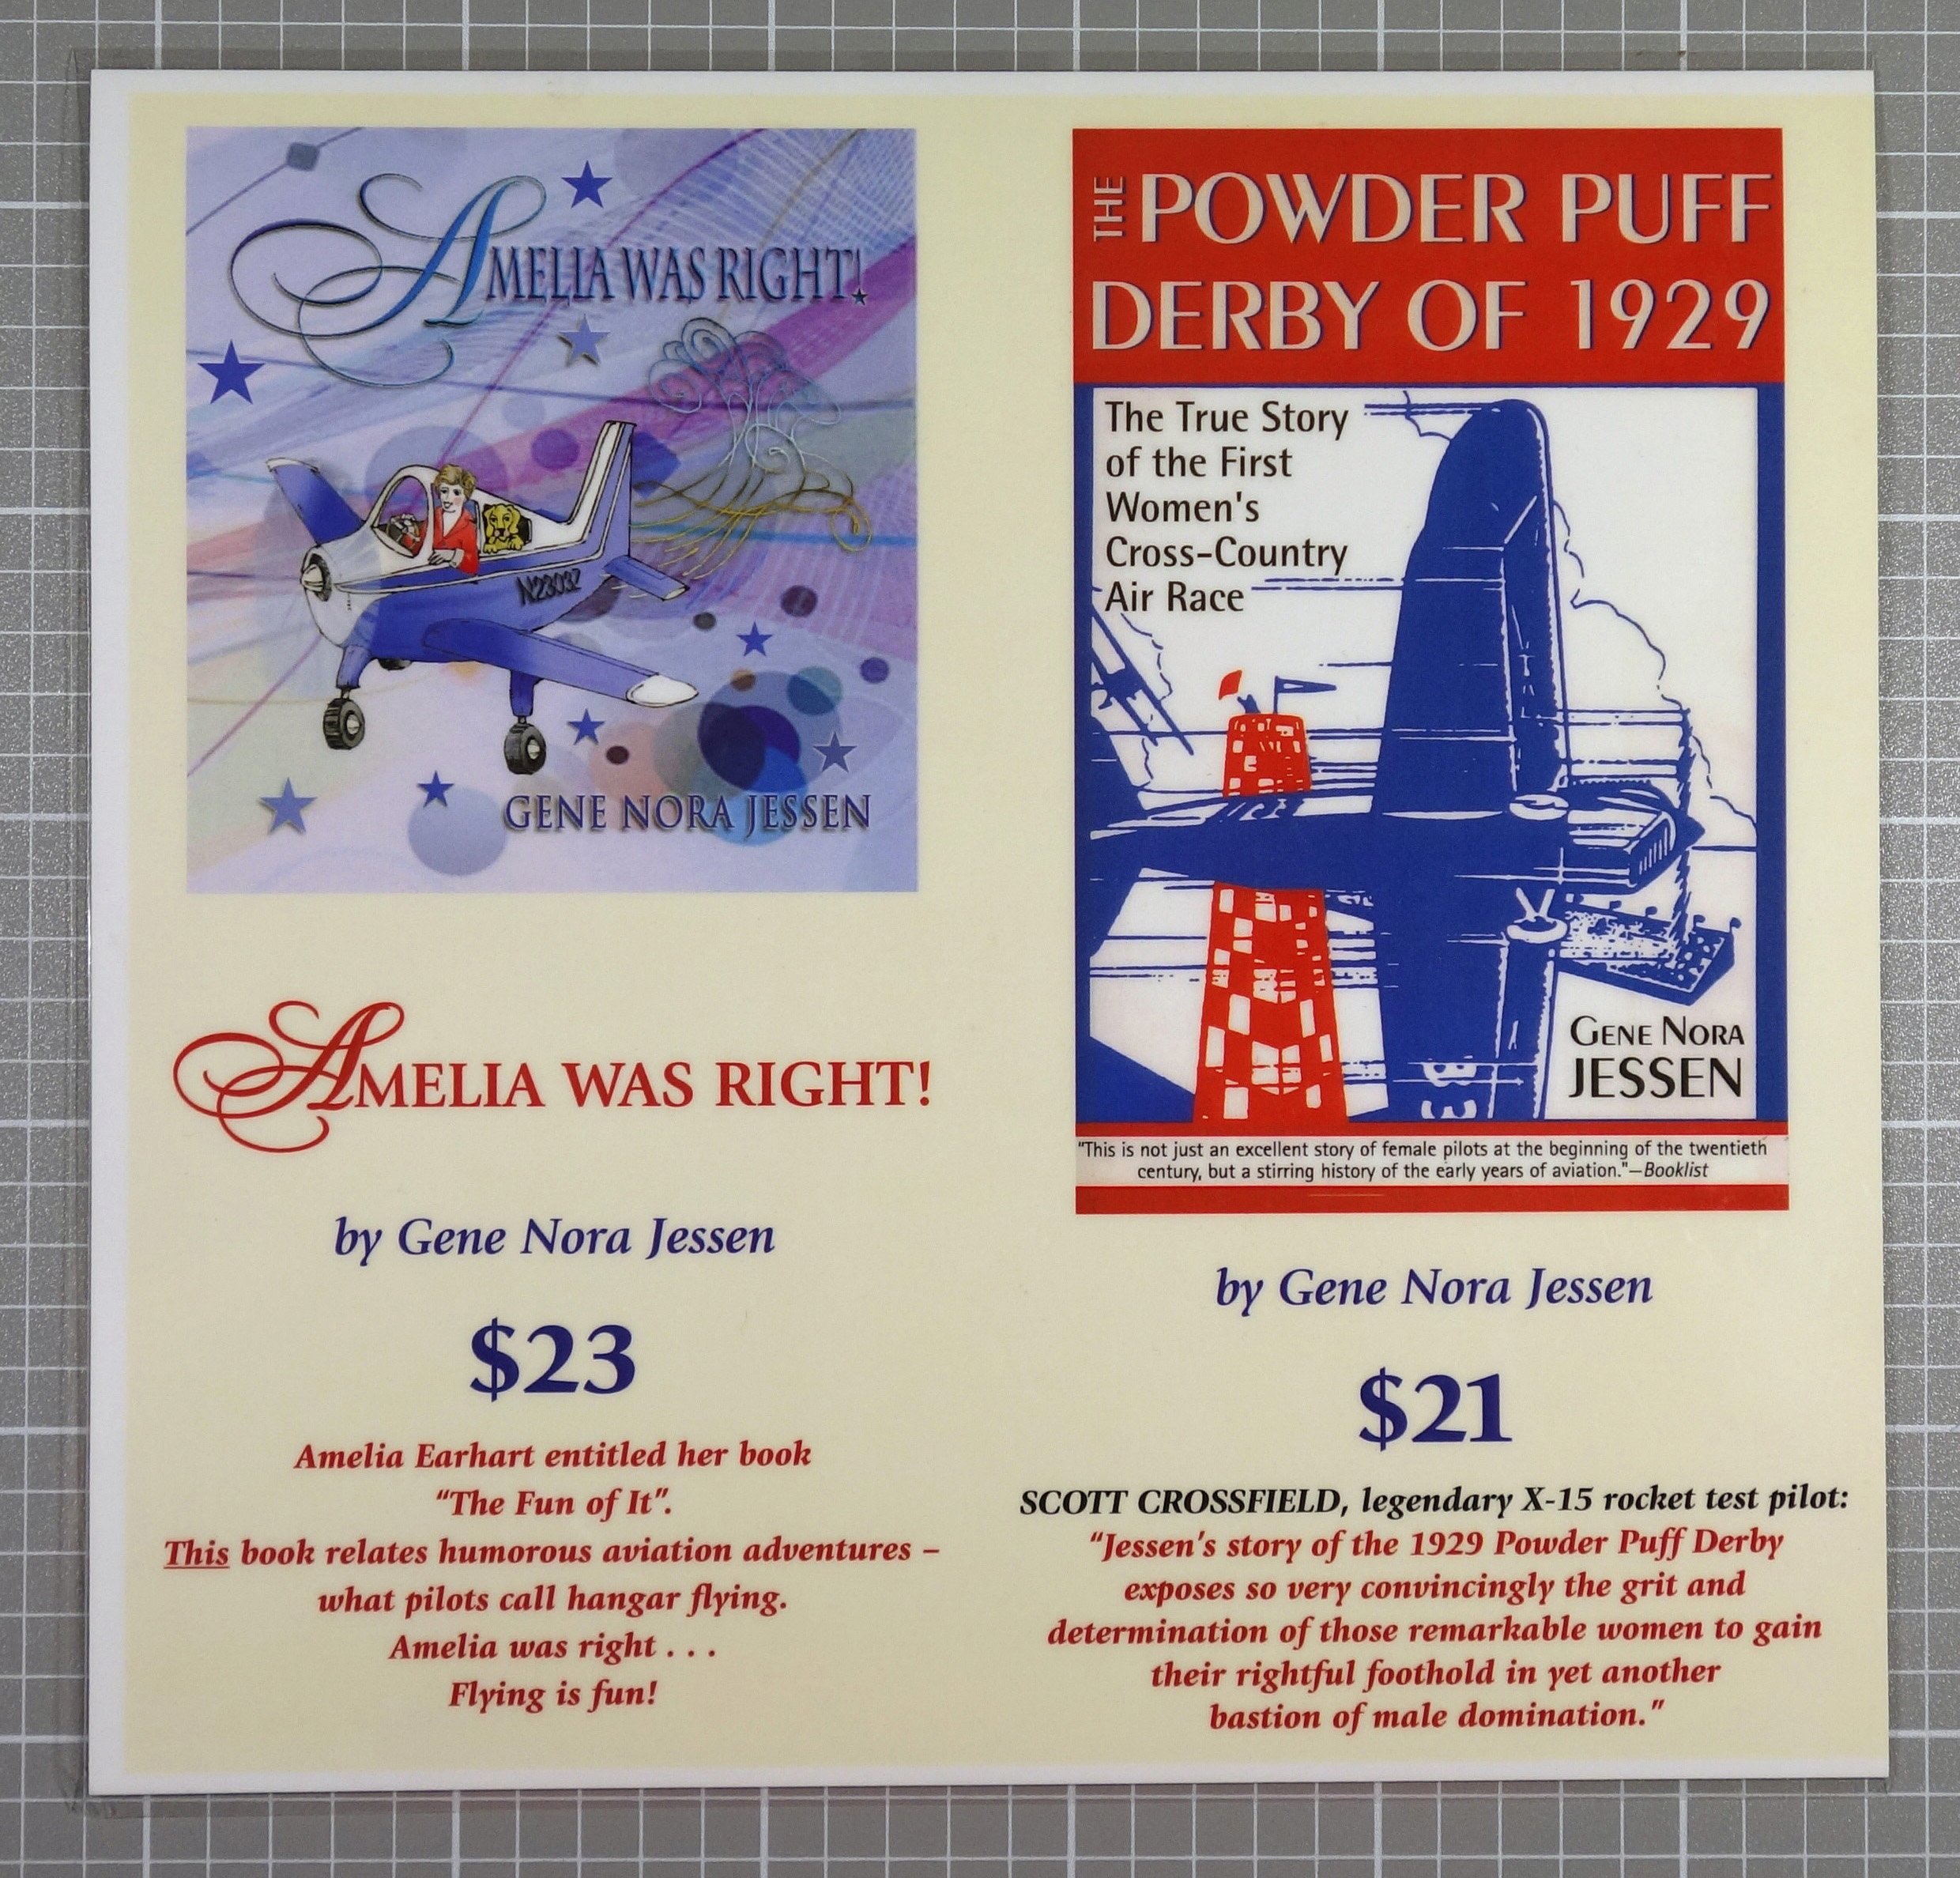 AMELIA WAS RIGHT!
N2303Z
GENE NORA JESSEN
AMELIA WAS RIGHT!
by Gene Nora Jessen
$23
Amelia Earhart entitled her book
“The Fun of It”.
This book relates humorous aviation adventures –
what pilots call hangar flying.
Amelia was right . . .
Flying is fun!
THE POWDER PUFF
DERBY OF 1929
The True Story
of the First
Women's
Cross-Country
Air Race
GENE NORA
JESSEN
"This is not just an excellent story of female pilots at the beginning of the twentieth
century, but a stirring history of the early years of aviation."—Booklist
by Gene Nora Jessen
$21
SCOTT CROSSFIELD, legendary X-15 rocket test pilot:
“Jessen's story of the 1929 Powder Puff Derby
exposes so very convincingly the grit and
determination of those remarkable women to gain
their rightful foothold in yet another
bastion of male domination.”